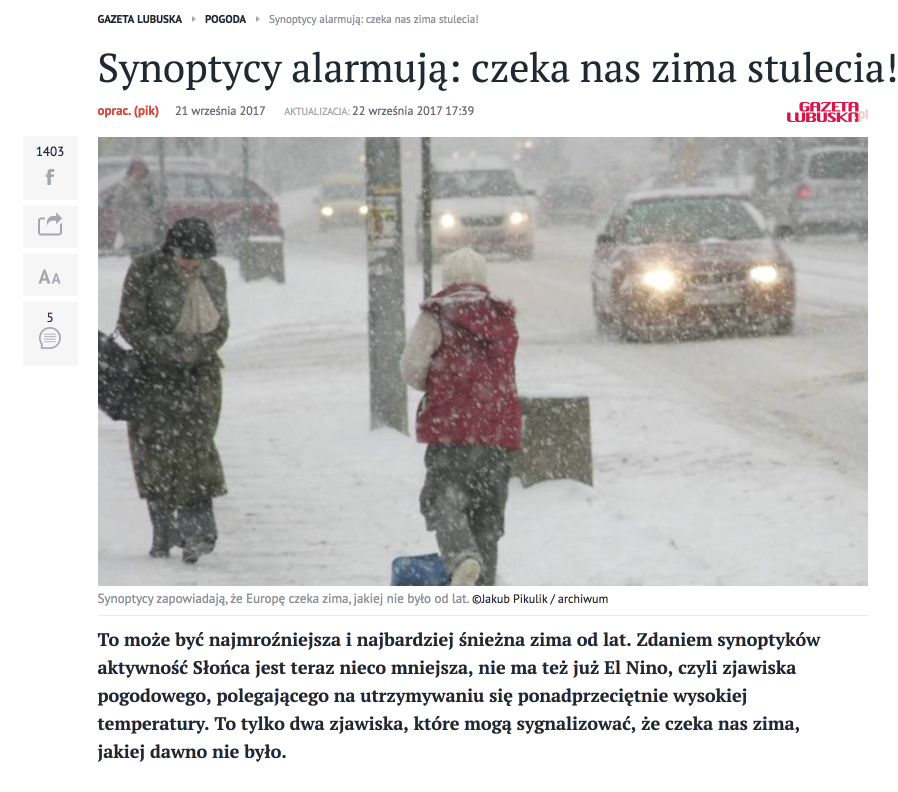 GAZETA LUBUSKA POGODA Synoptycy alarmują: czeka nas zima stulecia!
Synoptycy alarmują: czeka nas zima stulecia!
oprac. (pik) 21 września 2017 AKTUALIZACJA: 22 września 2017 17:39
GAZETA
LUBUSKA.pl
1403
f
AA
5
Synoptycy zapowiadają, że Europę czeka zima, jakiej nie było od lat. ©Jakub Pikulik / archiwum
To może być najmroźniejsza i najbardziej śnieżna zima od lat. Zdaniem synoptyków
aktywność Słońca jest teraz nieco mniejsza, nie ma też już El Nino, czyli zjawiska
pogodowego, polegającego na utrzymywaniu się ponadprzeciętnie wysokiej
temperatury. To tylko dwa zjawiska, które mogą sygnalizować, że czeka nas zima,
jakiej dawno nie było.